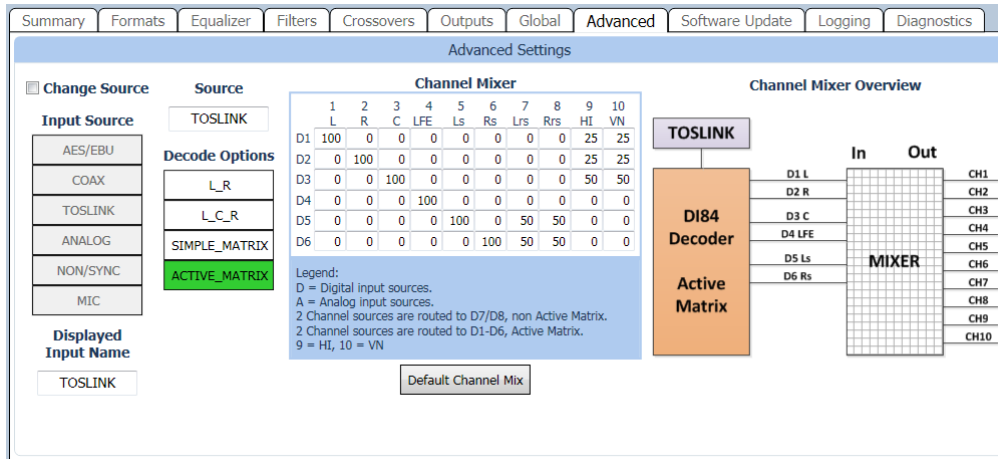 Summary Formats Equalizer Filters Crossovers Outputs Global Advanced Software Update Logging Diagnostics
Advanced Settings
Change Source
Input Source
AES/EBU
COAX
TOSLINK
ANALOG
NON/SYNC
MIC
Displayed
Input Name
TOSLINK
Source
TOSLINK
Decode Options
L_R
L_C_R
SIMPLE_MATRIX
ACTIVE_MATRIX
Channel Mixer
1 2 3 4 5 6 7 8 9 10
L R C LFE Ls Rs Lrs Rrs HI VN
D1 100 0 0 0 0 0 0 0 25 25
D2 0 100 0 0 0 0 0 0 25 25
D3 0 0 100 0 0 0 0 0 50 50
D4 0 0 0 100 0 0 0 0 0 0
D5 0 0 0 0 100 0 50 50 0 0
D6 0 0 0 0 0 100 50 50 0 0
Legend:
D = Digital input sources.
A = Analog input sources.
2 Channel sources are routed to D7/D8, non Active Matrix.
2 Channel sources are routed to D1-D6, Active Matrix.
9 = HI, 10 = VN
Default Channel Mix
Channel Mixer Overview
TOSLINK
DI84
Decoder
Active
Matrix
In Out
D1 L
D2 R
D3 C
D4 LFE
D5 Ls
D6 Rs
MIXER
CH1
CH2
CH3
CH4
CH5
CH6
CH7
CH8
CH9
CH10